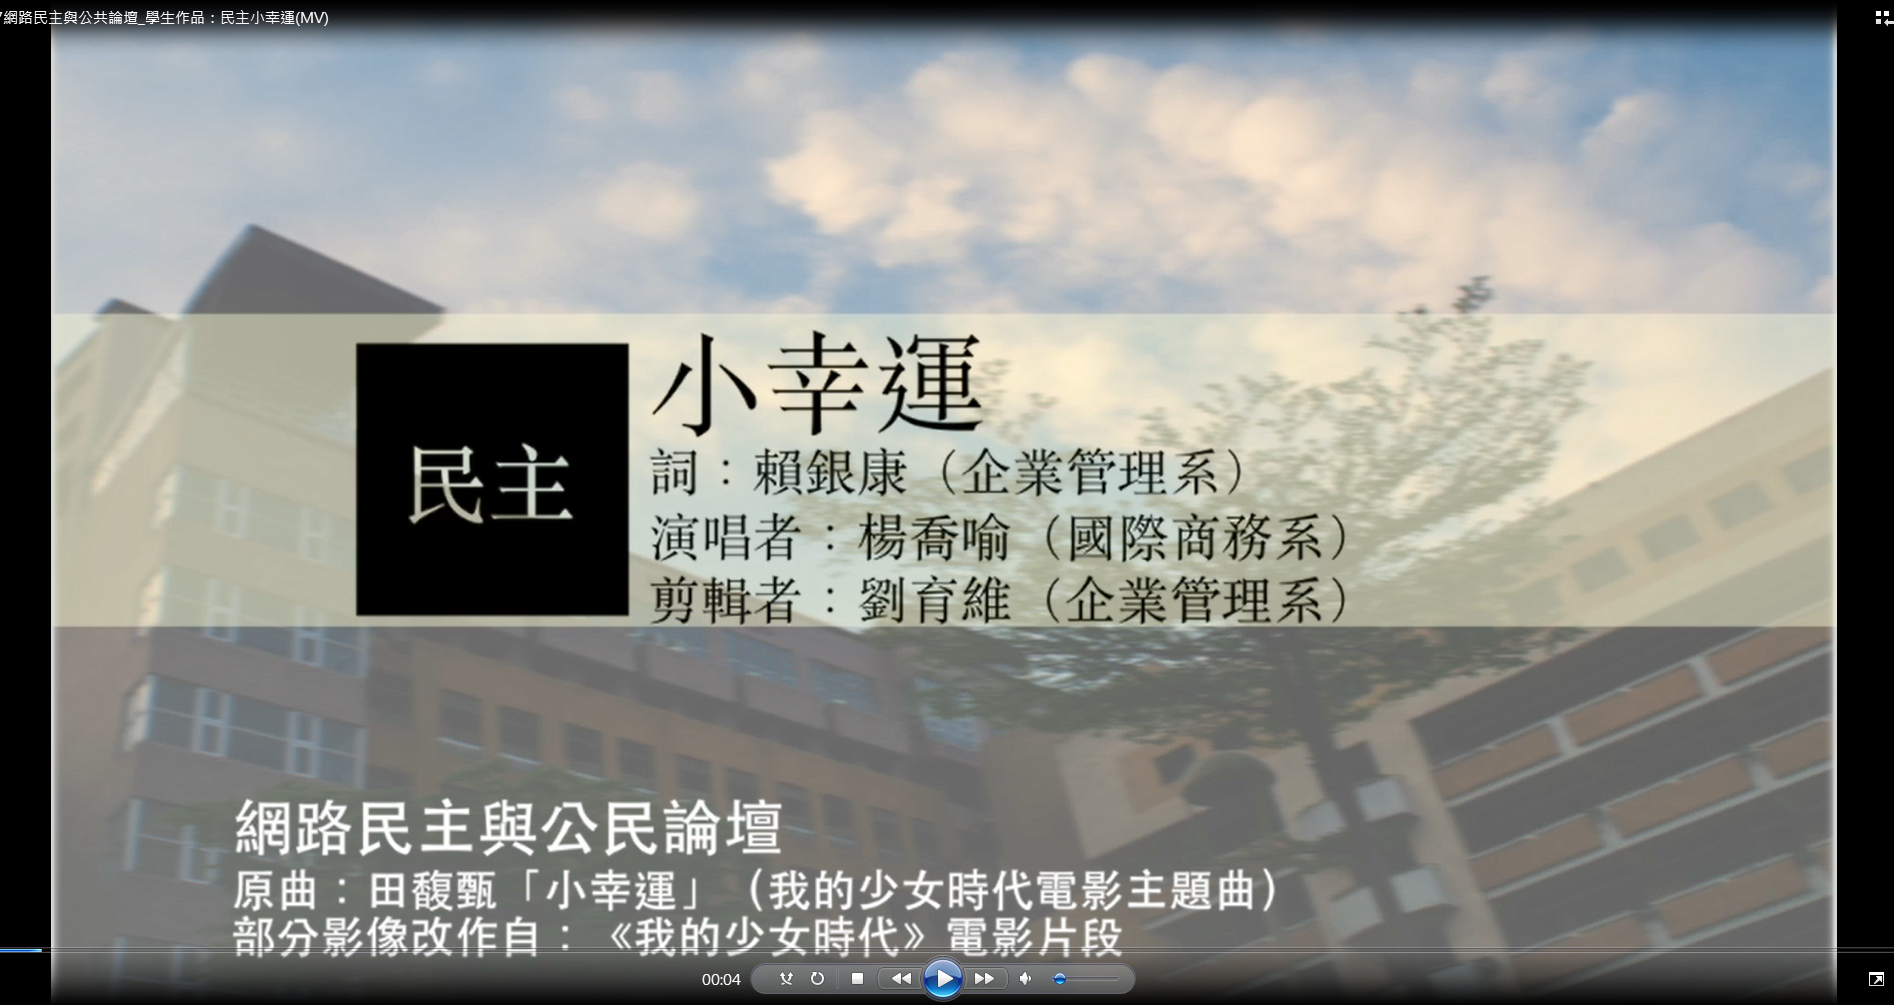 網路民主與公共論壇_學生作品：民主小幸運(MV)
小幸運
民主
詞：賴銀康（企業管理系）
演唱者：楊喬喻（國際商務系）
剪輯者：劉育維（企業管理系）
網路民主與公民論壇
原曲：田馥甄「小幸運」（我的少女時代電影主題曲）
部分影像改作自：《我的少女時代》電影片段
00:04